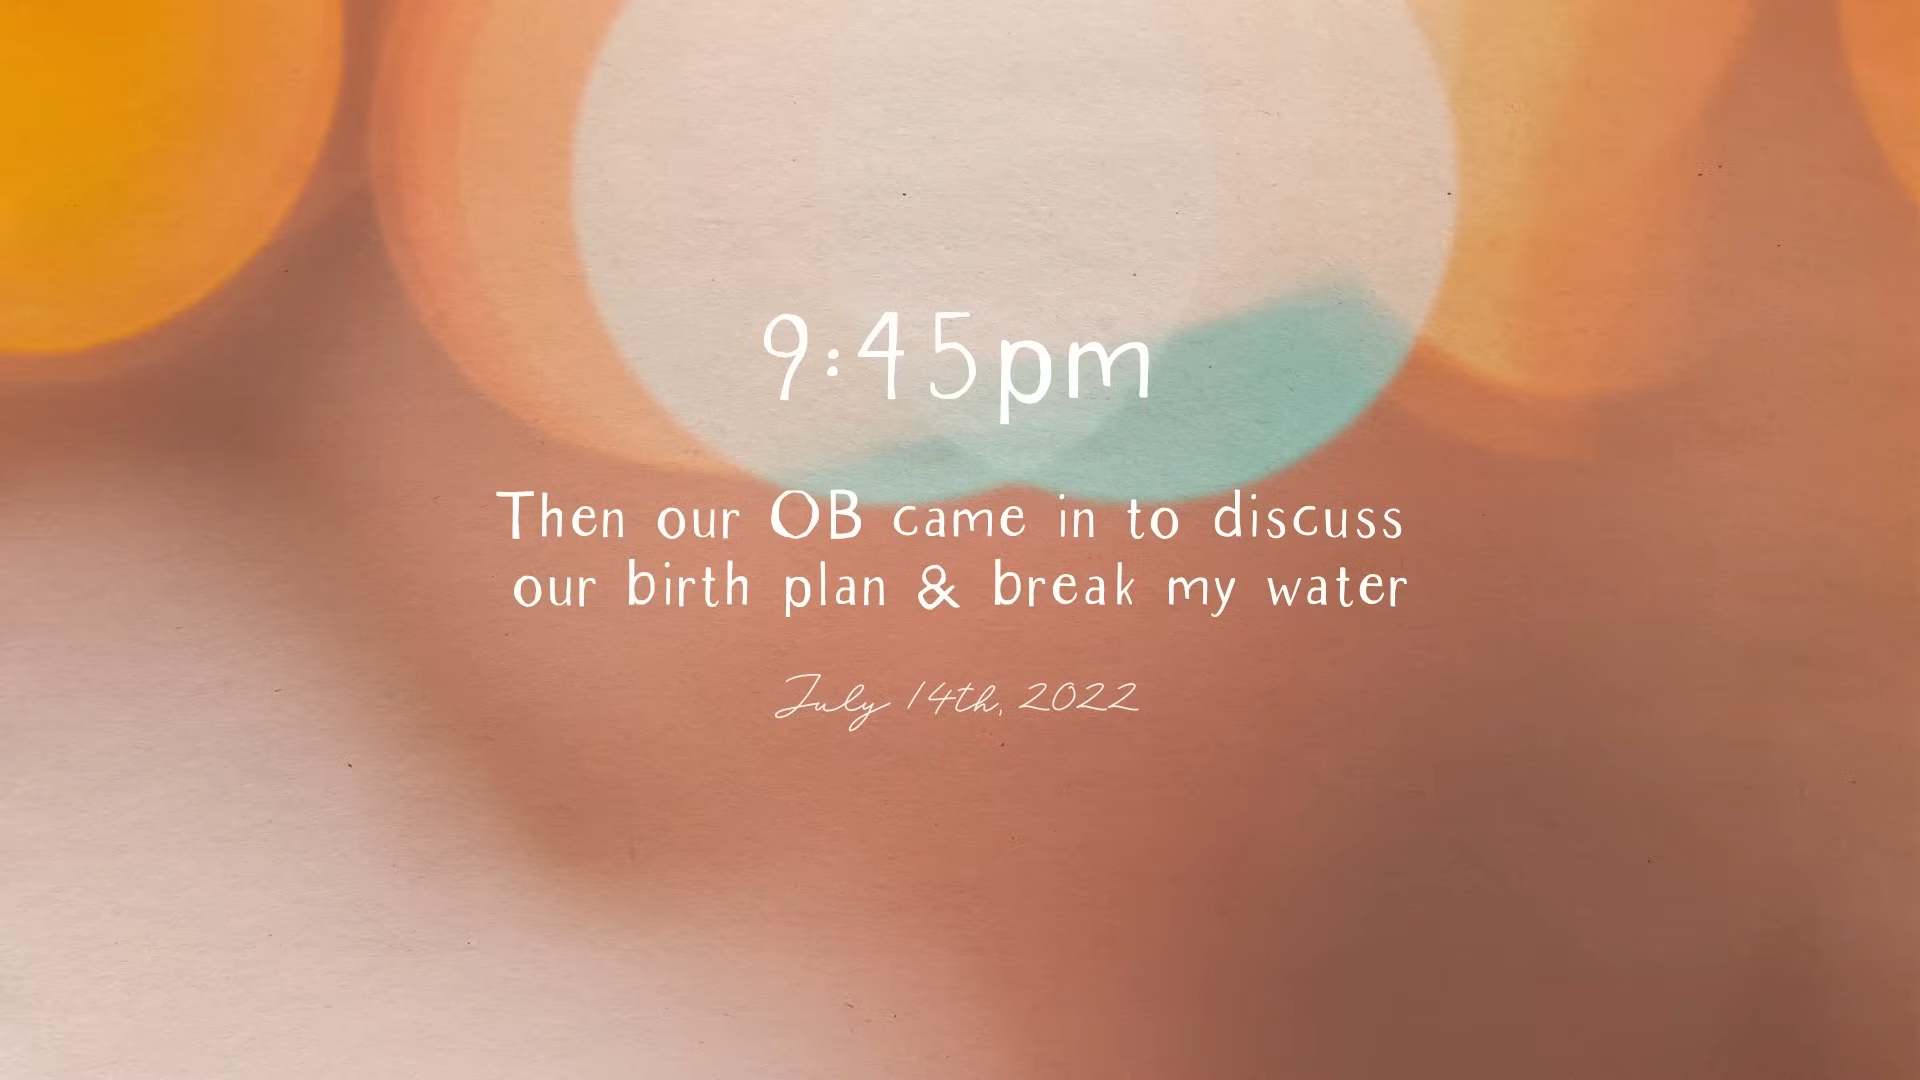 9:45pm
Then our OB came in to discuss
our birth plan & break my water
July 14th, 2022